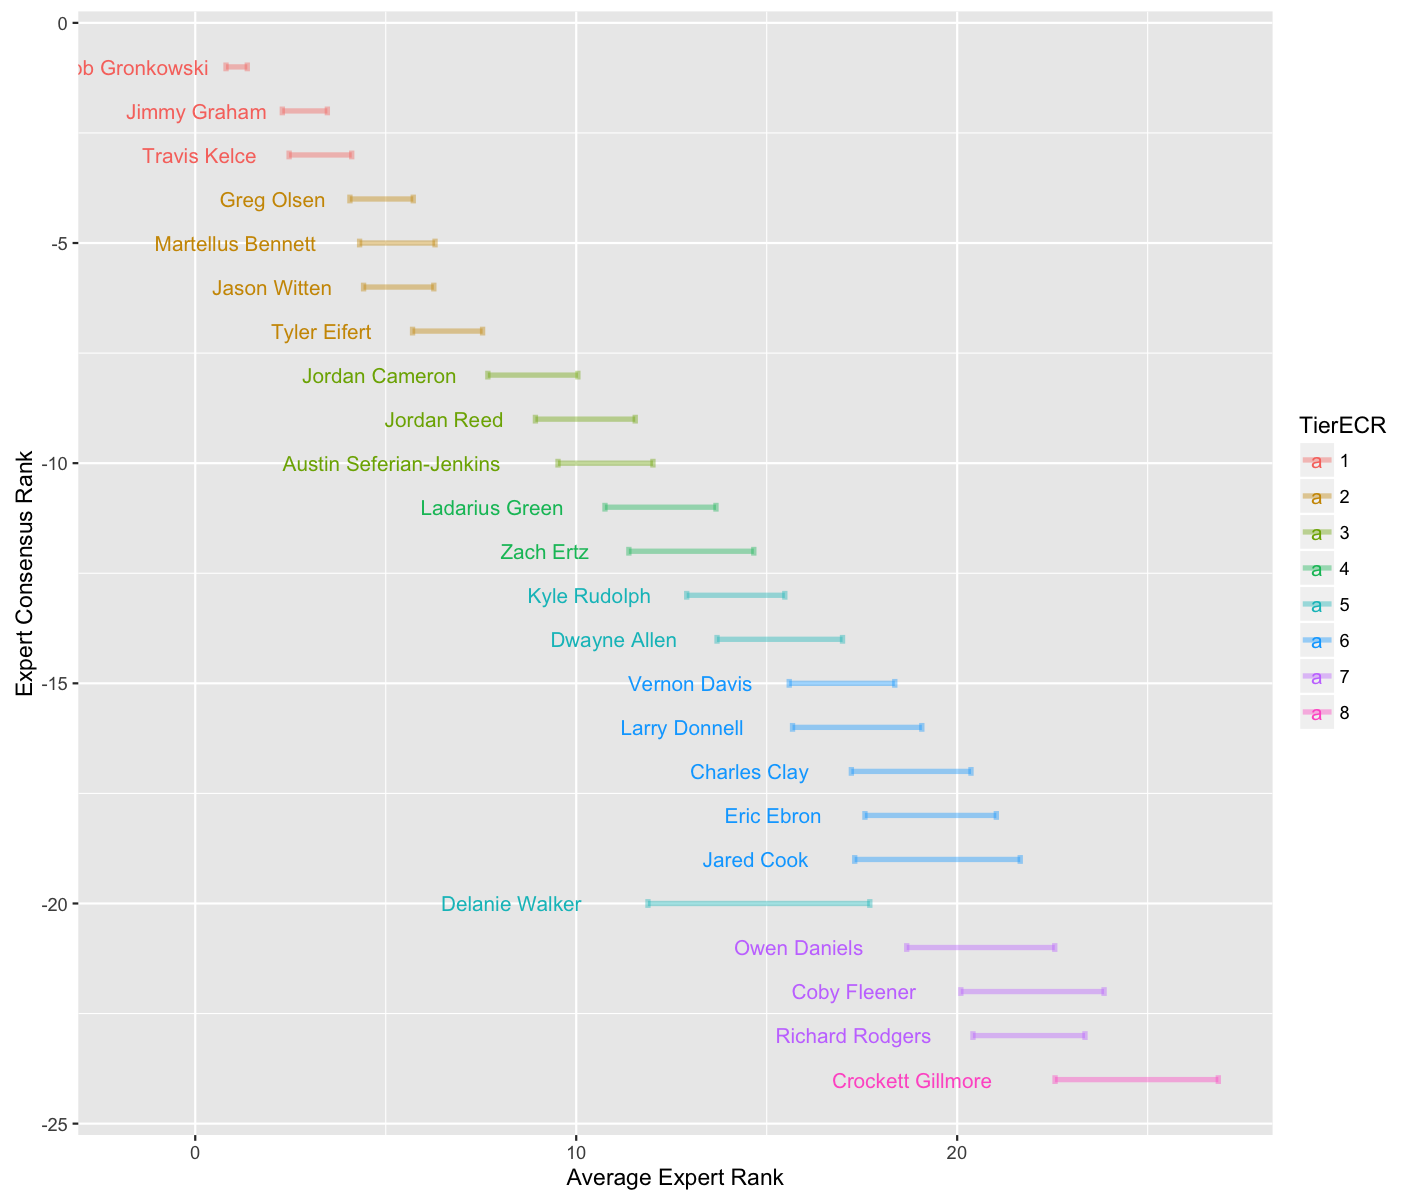 0
ob Gronkowski
Jimmy Graham
Travis Kelce
Greg Olsen
-5
Martellus Bennett
Jason Witten
Tyler Eifert
Jordan Cameron
Jordan Reed
-10
Austin Seferian-Jenkins
Ladarius Green
Zach Ertz
Kyle Rudolph
Dwayne Allen
-15
Vernon Davis
Larry Donnell
Charles Clay
Eric Ebron
Jared Cook
-20
Delanie Walker
Owen Daniels
Coby Fleener
Richard Rodgers
Crockett Gillmore
-25
0 10 20
Average Expert Rank
Expert Consensus Rank
TierECR
a 1
a 2
a 3
a 4
a 5
a 6
a 7
a 8